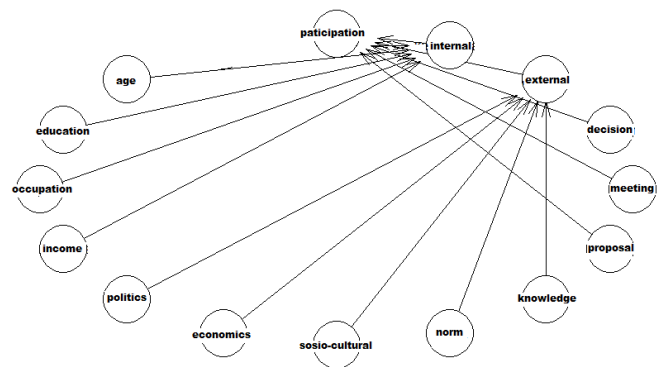 paticipation
internal
age
external
education
decision
occupation
meeting
income
proposal
politics
knowledge
economics
norm
sosio-cultural